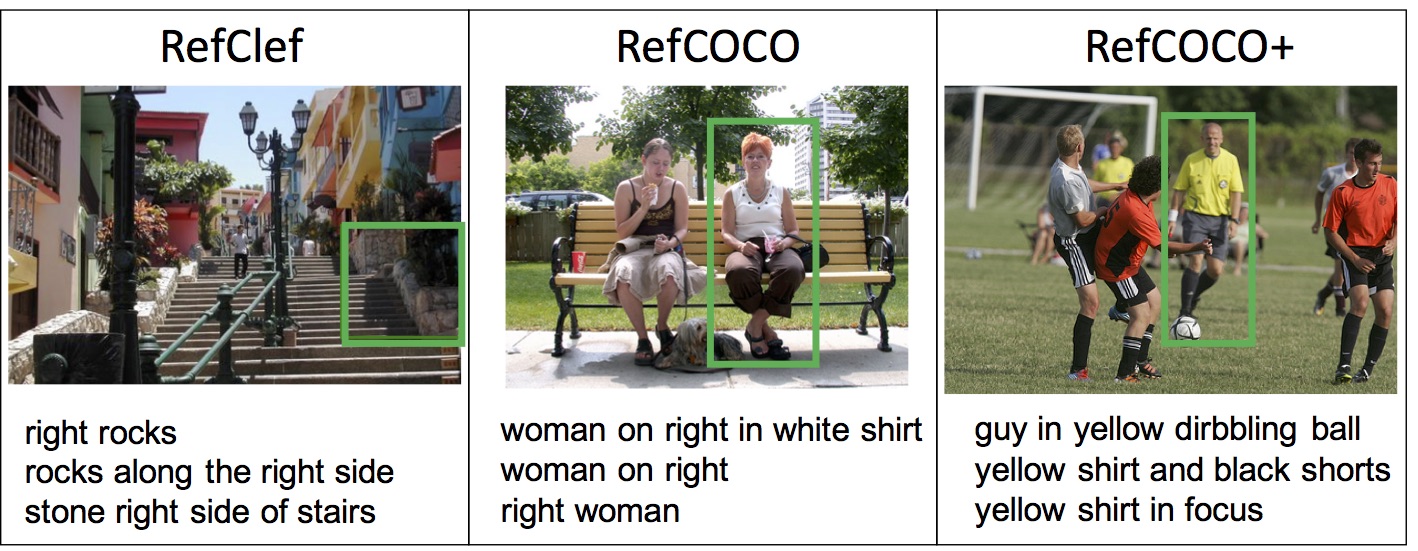 RefClef
RefCOCO
RefCOCO+
right rocks
rocks along the right side
stone right side of stairs
woman on right in white shirt
woman on right
right woman
guy in yellow dirbbling ball
yellow shirt and black shorts
yellow shirt in focus